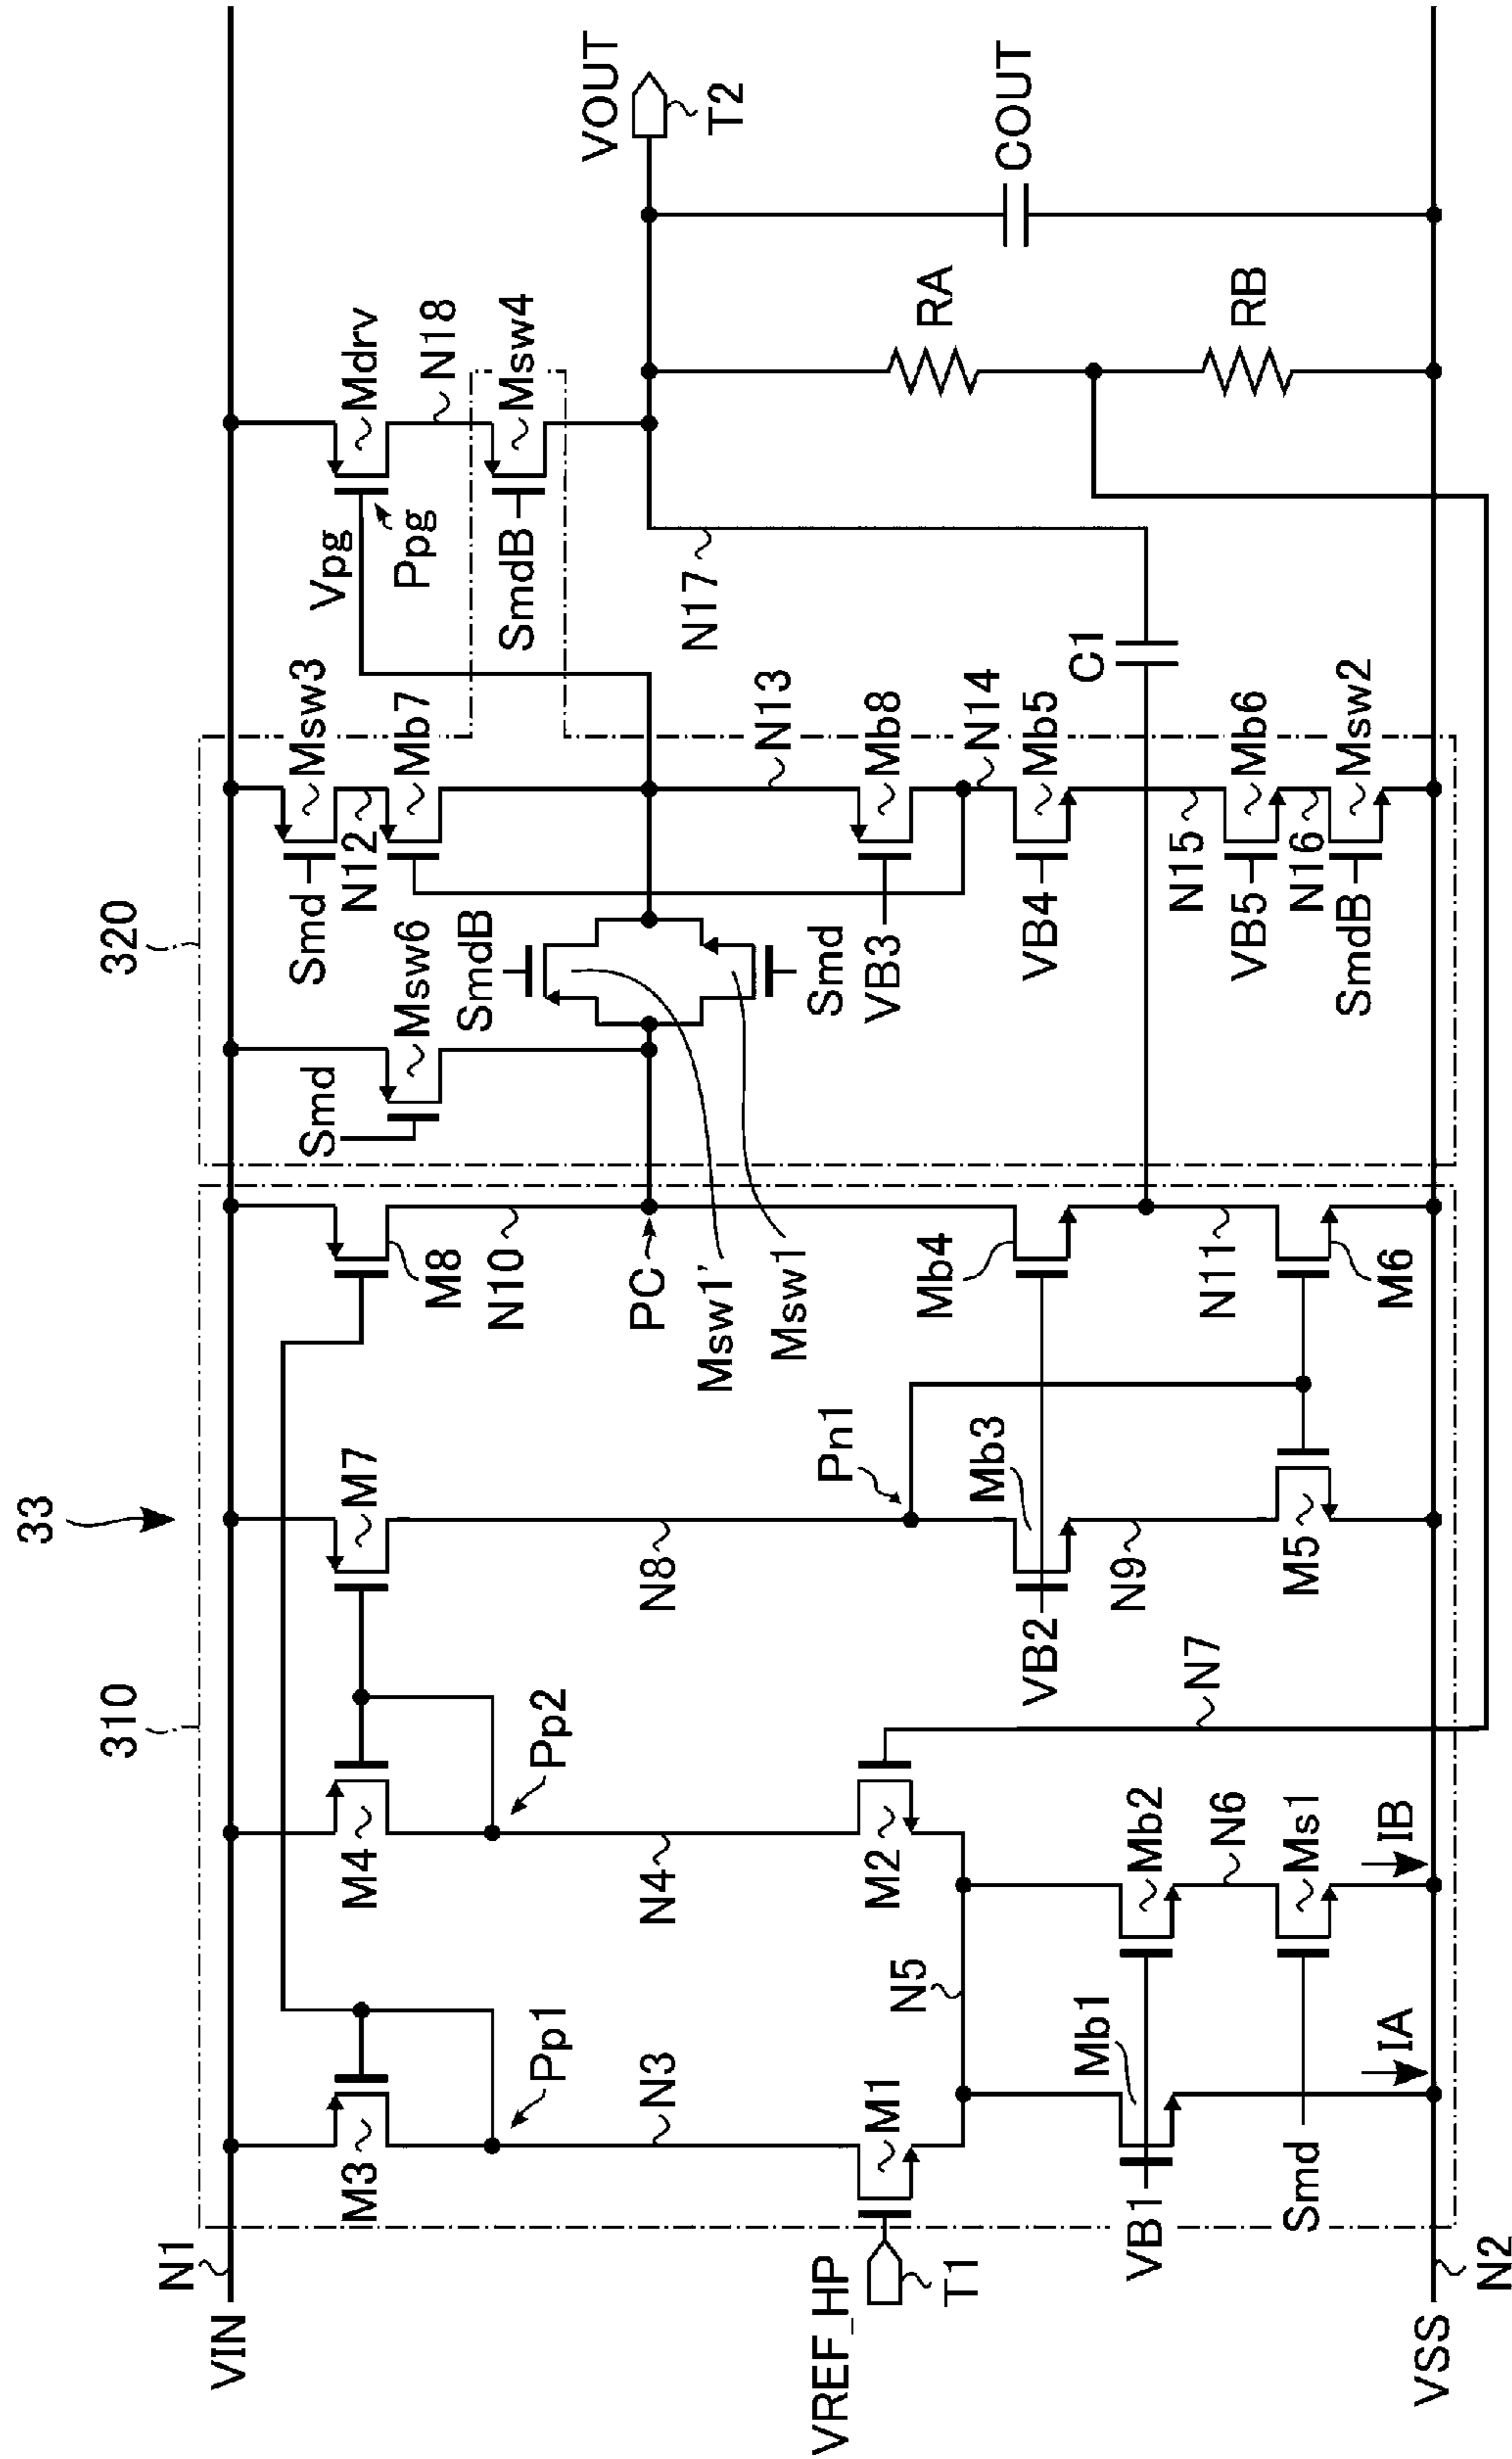 33
310
320
VIN
N1
M3
M4
M7
M8
Smd
Msw6
Smd
Msw3
N12
Mb7
Vpg
Ppg
Mdrv
N18
SmdB
Msw4
VOUT
T2
Pp1
Pp2
N3
N4
N8
N10
PC
Msw1'
Msw1
SmdB
Smd
N13
N17
VREF_HP
T1
M1
M2
N5
Pn1
Mb3
Mb4
VB2
VB3
Mb8
N14
VB4
Mb5
C1
RA
COUT
VB1
Mb1
Mb2
N6
N7
N9
N11
N15
VB5
Mb6
N16
RB
Smd
Ms1
M5
M6
SmdB
Msw2
IA
IB
VSS
N2